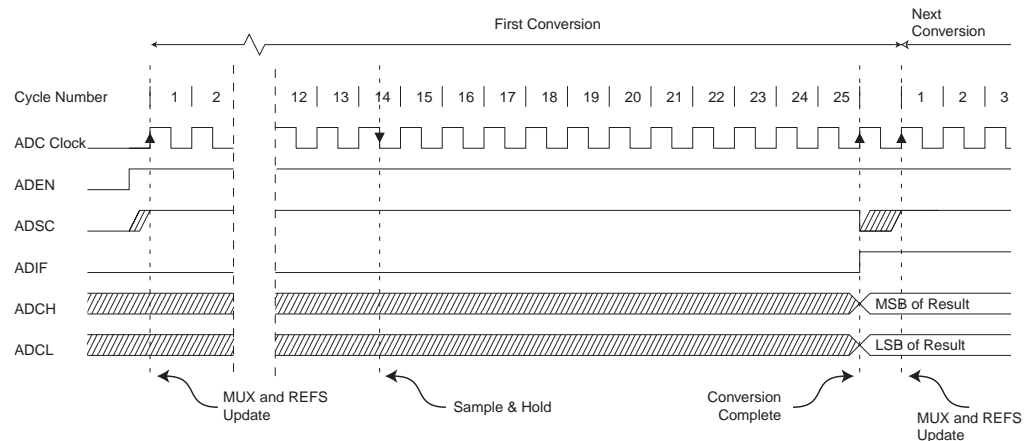 First Conversion
Next
Conversion
Cycle Number 1 2 12 13 14 15 16 17 18 19 20 21 22 23 24 25 1 2 3
ADC Clock
ADEN
ADSC
ADIF
ADCH MSB of Result
ADCL LSB of Result
MUX and REFS
Update
Sample & Hold
Conversion
Complete
MUX and REFS
Update